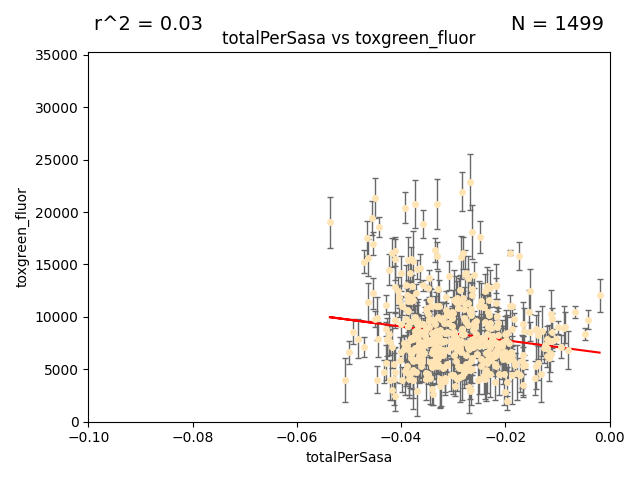 r^2 = 0.03
N = 1499
totalPerSasa vs toxgreen_fluor
35000
30000
25000
20000
15000
10000
5000
0
toxgreen_fluor
−0.10
−0.08
−0.06
−0.04
−0.02
0.00
totalPerSasa